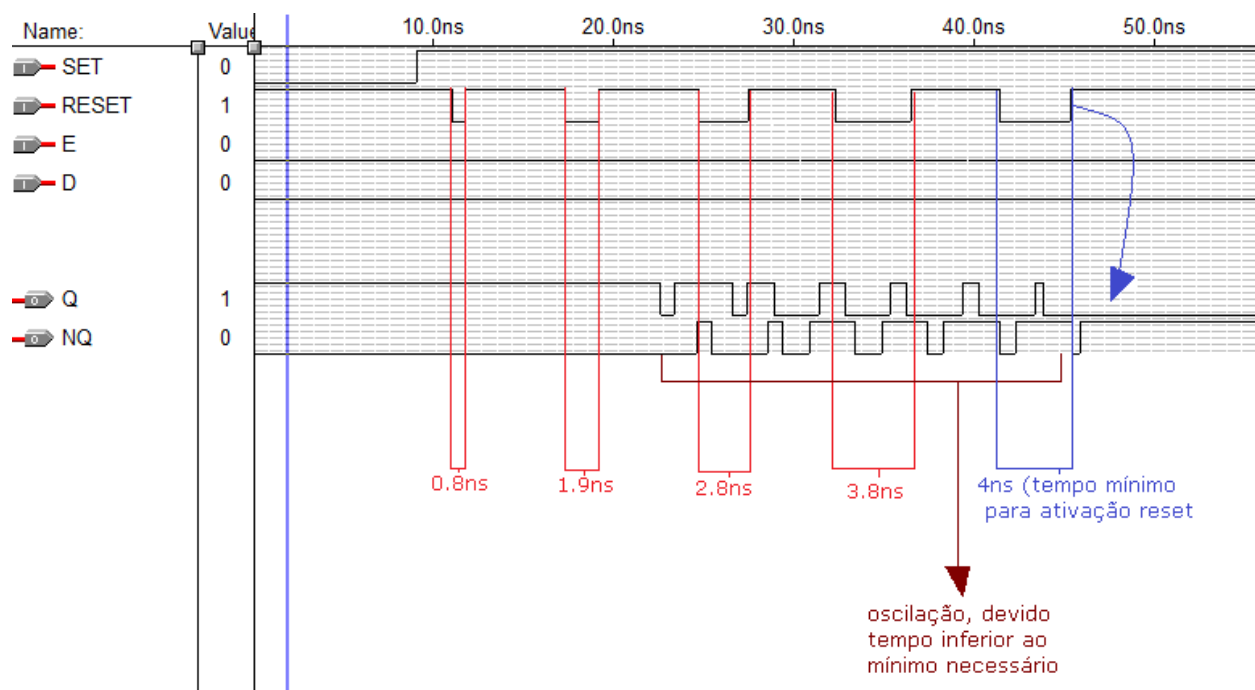 Name:
Value
10.0ns
20.0ns
30.0ns
40.0ns
50.0ns
SET
0
RESET
1
E
0
D
0
Q
1
NQ
0
0.8ns
1.9ns
2.8ns
3.8ns
4ns (tempo mínimo
para ativação reset
oscilação, devido
tempo inferior ao
mínimo necessário